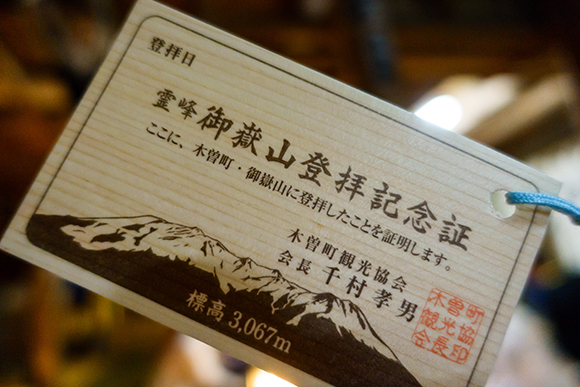 登拝日
霊峰 御嶽山登拝記念証
ここに、木曽町・御嶽山に登拝したことを証明します。
木曽町観光協会
会長 千村孝男
木曽町
観光協
会長印
標高 3,067m